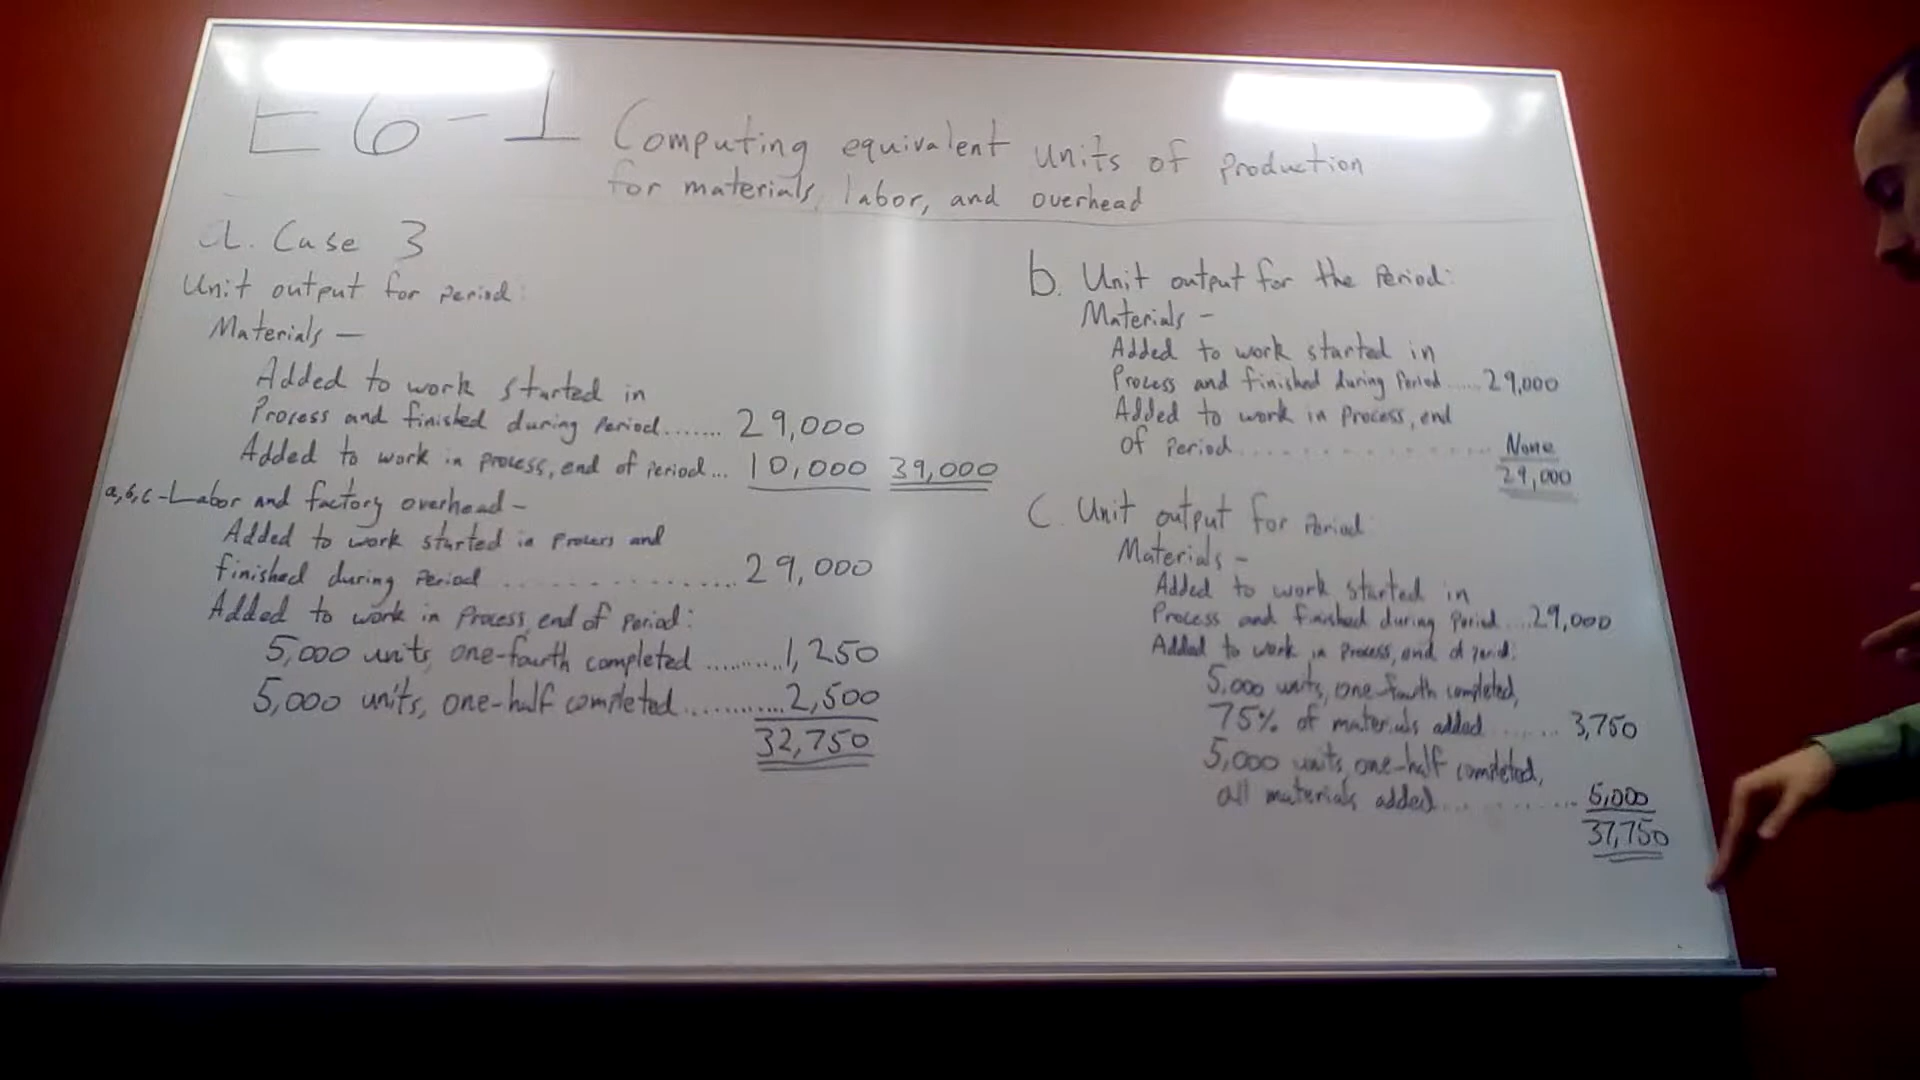 E6-1 Computing equivalent units of production
for materials, labor, and overhead
a. Case 3
Unit output for period:
Materials -
Added to work started in
Process and finished during Period....... 29,000
Added to work in process, end of period... 10,000 39,000
a,b,c-Labor and factory overhead -
Added to work started in process and
finished during Period .............. 29,000
Added to work in Process, end of Period:
5,000 units, one-fourth completed ........... 1,250
5,000 units, one-half completed ............ 2,500
32,750
b. Unit output for the Period:
Materials -
Added to work started in
Process and finished during Period ..... 29,000
Added to work in process, end
of Period .............. None
29,000
C. Unit output for Period:
Materials -
Added to work started in
Process and finished during Period ... 29,000
Added to work in Process, end of period:
5,000 units, one-fourth completed,
75% of materials added ...... 3,750
5,000 units, one-half completed,
all materials added .......... 5,000
37,750